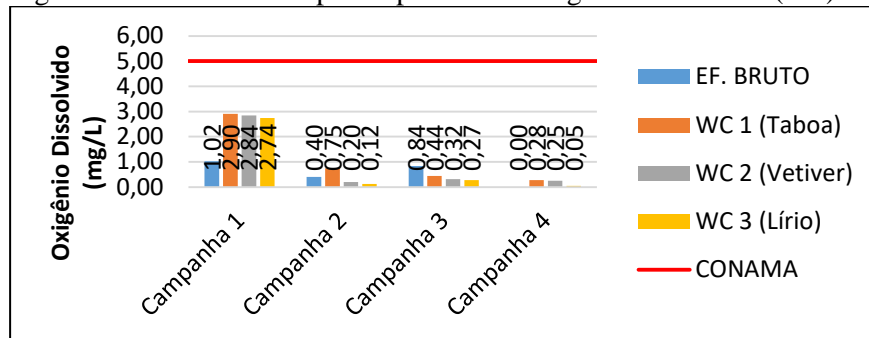 6,00
5,00
4,00
3,00
2,00
1,00
0,00
Oxigênio Dissolvido
(mg/L)
1,02
2,90
2,84
2,74
0,40
0,75
0,20
0,12
0,84
0,44
0,32
0,27
0,00
0,28
0,25
0,05
Campanha 1
Campanha 2
Campanha 3
Campanha 4
EF. BRUTO
WC 1 (Taboa)
WC 2 (Vetiver)
WC 3 (Lírio)
CONAMA